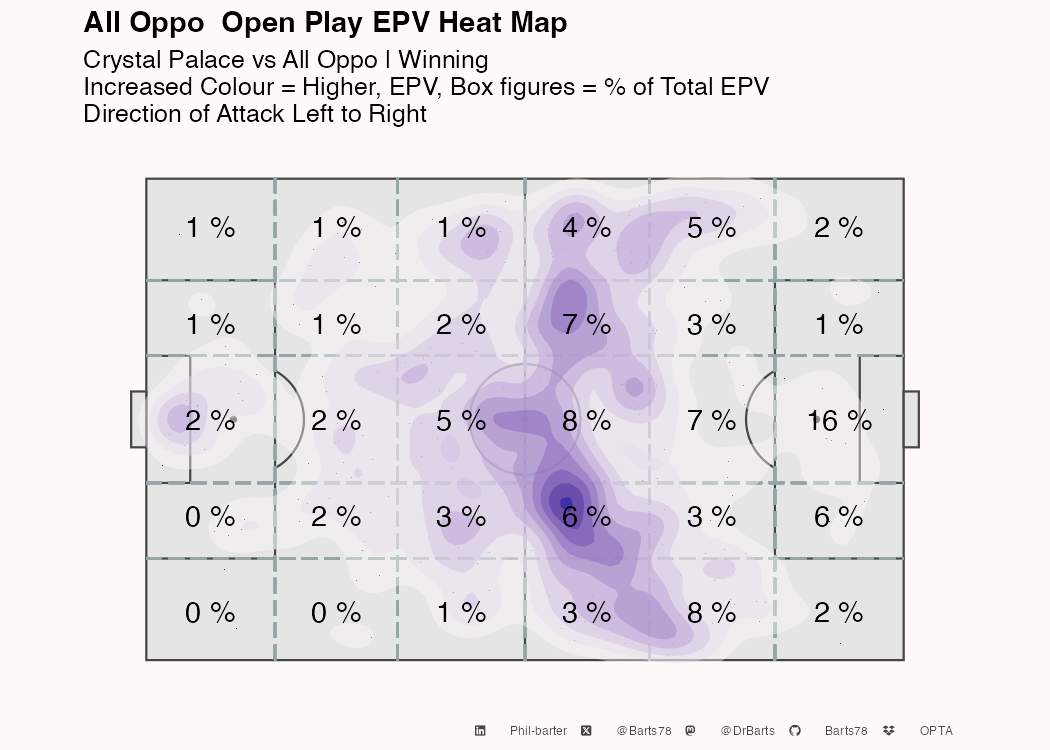 All Oppo  Open Play EPV Heat Map
Crystal Palace vs All Oppo | Winning
Increased Colour = Higher, EPV, Box figures = % of Total EPV
Direction of Attack Left to Right
1 % 1 % 1 % 4 % 5 % 2 %
1 % 1 % 2 % 7 % 3 % 1 %
2 % 2 % 5 % 8 % 7 % 16 %
0 % 2 % 3 % 6 % 3 % 6 %
0 % 0 % 1 % 3 % 8 % 2 %
Phil-barter @Barts78 @DrBarts Barts78 OPTA